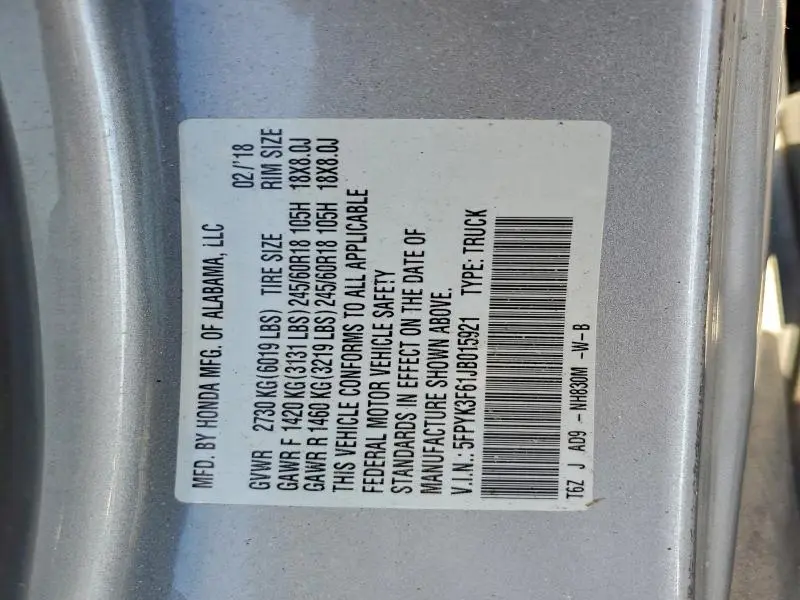 MFD. BY HONDA MFG. OF ALABAMA, LLC 02/'18
GVWR 2730 KG (6019 LBS) TIRE SIZE RIM SIZE
GAWR F 1420 KG (3131 LBS) 245/60R18 105H 18X8.0J
GAWR R 1460 KG (3219 LBS) 245/60R18 105H 18X8.0J
THIS VEHICLE CONFORMS TO ALL APPLICABLE
FEDERAL MOTOR VEHICLE SAFETY
STANDARDS IN EFFECT ON THE DATE OF
MANUFACTURE SHOWN ABOVE.
V.I.N.: 5FPYK3F61JB015921 TYPE: TRUCK
T6Z J AD9 - NH830M -W-B